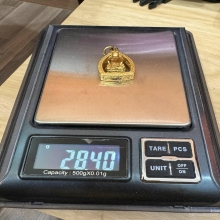 28.40
Capacity 500gX0.01g
TARE PCS
UNIT OFF/ON